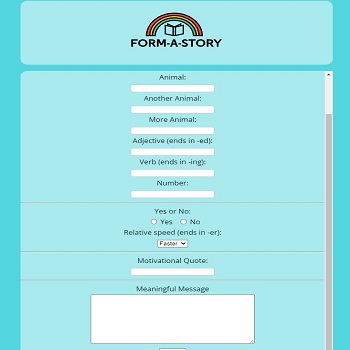 FORM-A-STORY
Animal:
Another Animal:
More Animal:
Adjective (ends in -ed):
Verb (ends in -ing):
Number:
Yes or No:
Yes No
Relative speed (ends in -er):
Faster
Motivational Quote:
Meaningful Message